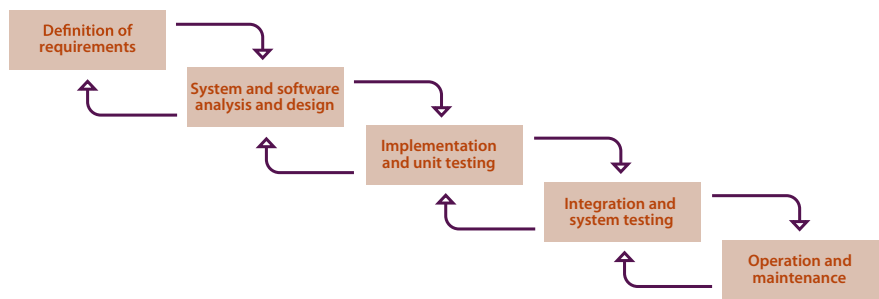 Definition of
requirements
System and software
analysis and design
Implementation
and unit testing
Integration and
system testing
Operation and
maintenance